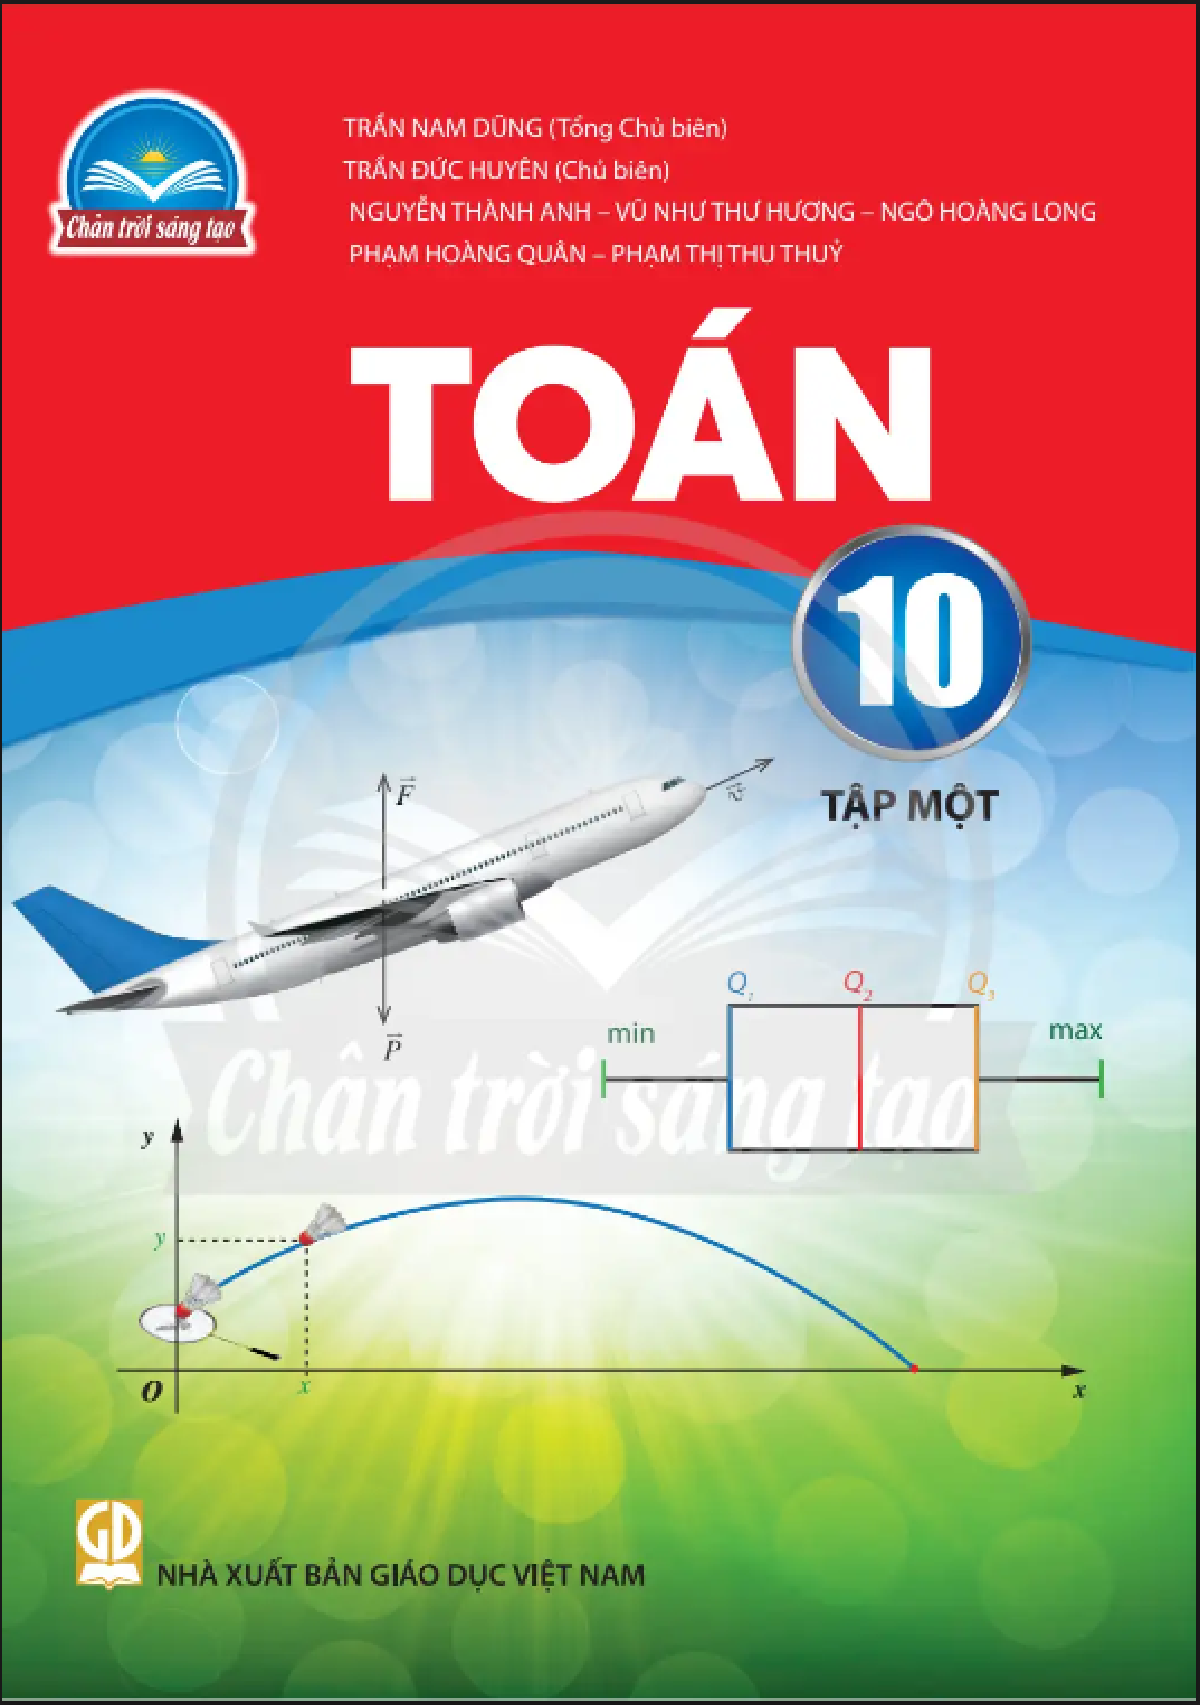 TRẦN NAM DŨNG (Tổng Chủ biên)
TRẦN ĐỨC HUYÊN (Chủ biên)
NGUYỄN THÀNH ANH – VŨ NHƯ THƯ HƯƠNG – NGÔ HOÀNG LONG
PHẠM HOÀNG QUÂN – PHẠM THỊ THU THUỶ
Chân trời sáng tạo
TOÁN
10
TẬP MỘT
F
v
P
Q₁ Q₂ Q₃
min max
Chân trời sáng tạo
y
y
O x x
GD
NHÀ XUẤT BẢN GIÁO DỤC VIỆT NAM